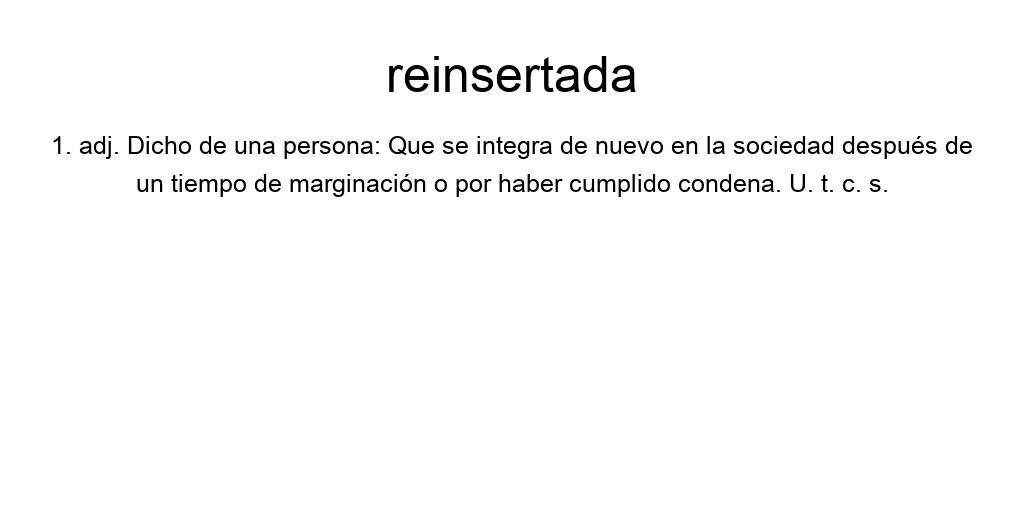 reinsertada
1. adj. Dicho de una persona: Que se integra de nuevo en la sociedad después de
un tiempo de marginación o por haber cumplido condena. U. t. c. s.